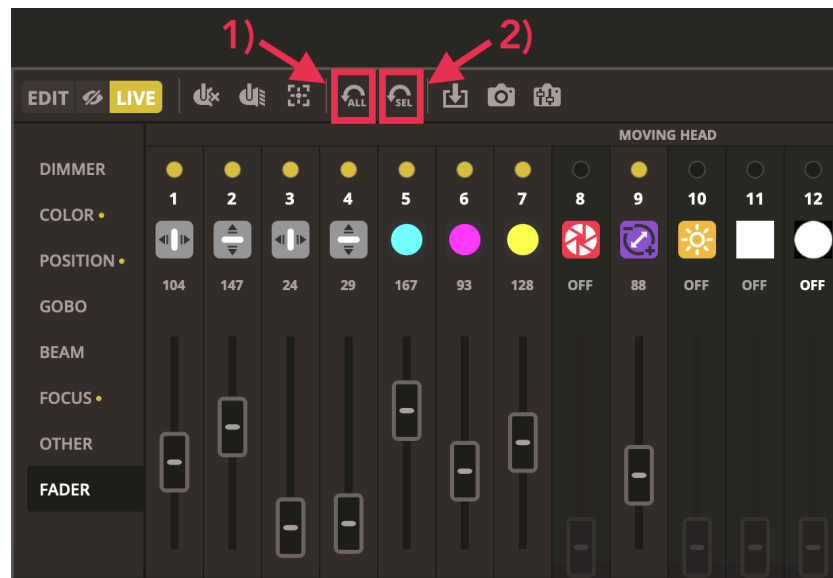 1) 2)
EDIT LIVE ALL SEL
MOVING HEAD
DIMMER
COLOR
POSITION
GOBO
BEAM
FOCUS
OTHER
FADER
1 2 3 4 5 6 7 8 9 10 11 12
104 147 24 29 167 93 128 OFF 88 OFF OFF OFF